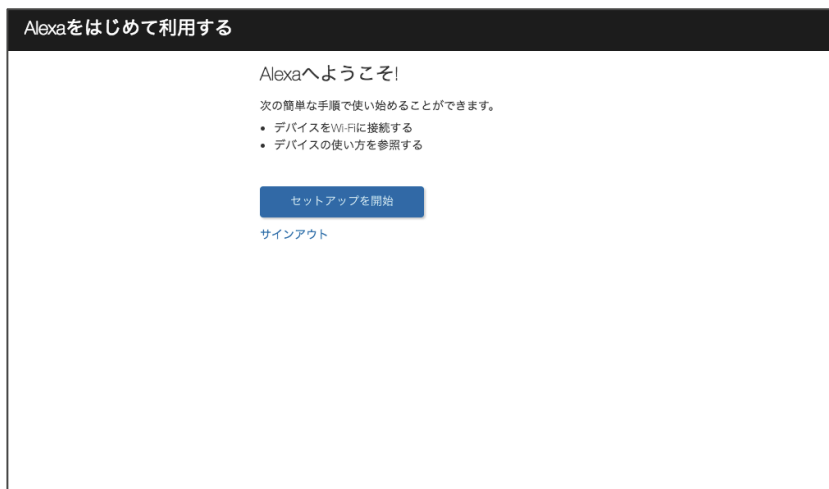 Alexaをはじめて利用する
Alexaへようこそ!
次の簡単な手順で使い始めることができます。
• デバイスをWi-Fiに接続する
• デバイスの使い方を参照する
セットアップを開始
サインアウト